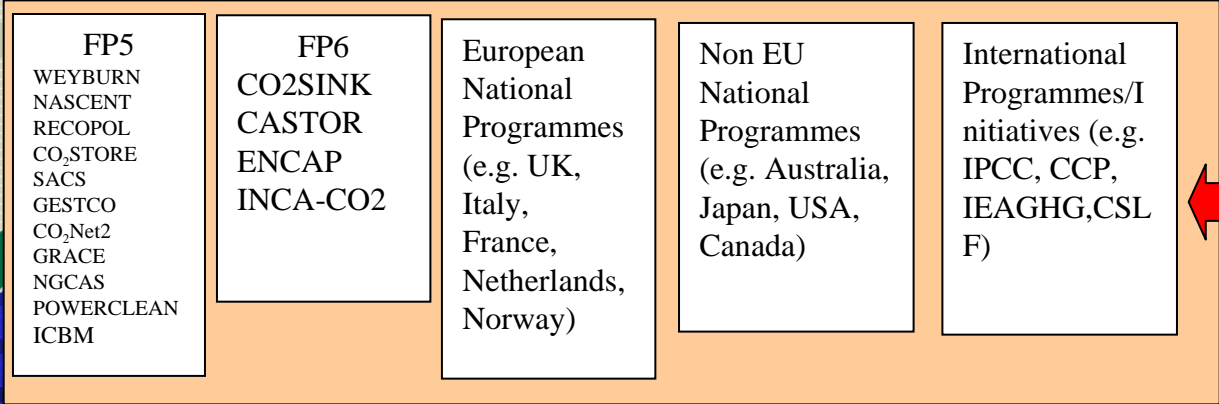 FP5
WEYBURN
NASCENT
RECOPOL
CO₂STORE
SACS
GESTCO
CO₂Net2
GRACE
NGCAS
POWERCLEAN
ICBM
FP6
CO2SINK
CASTOR
ENCAP
INCA-CO2
European
National
Programmes
(e.g. UK,
Italy,
France,
Netherlands,
Norway)
Non EU
National
Programmes
(e.g. Australia,
Japan, USA,
Canada)
International
Programmes/I
nitiatives (e.g.
IPCC, CCP,
IEAGHG,CSL
F)